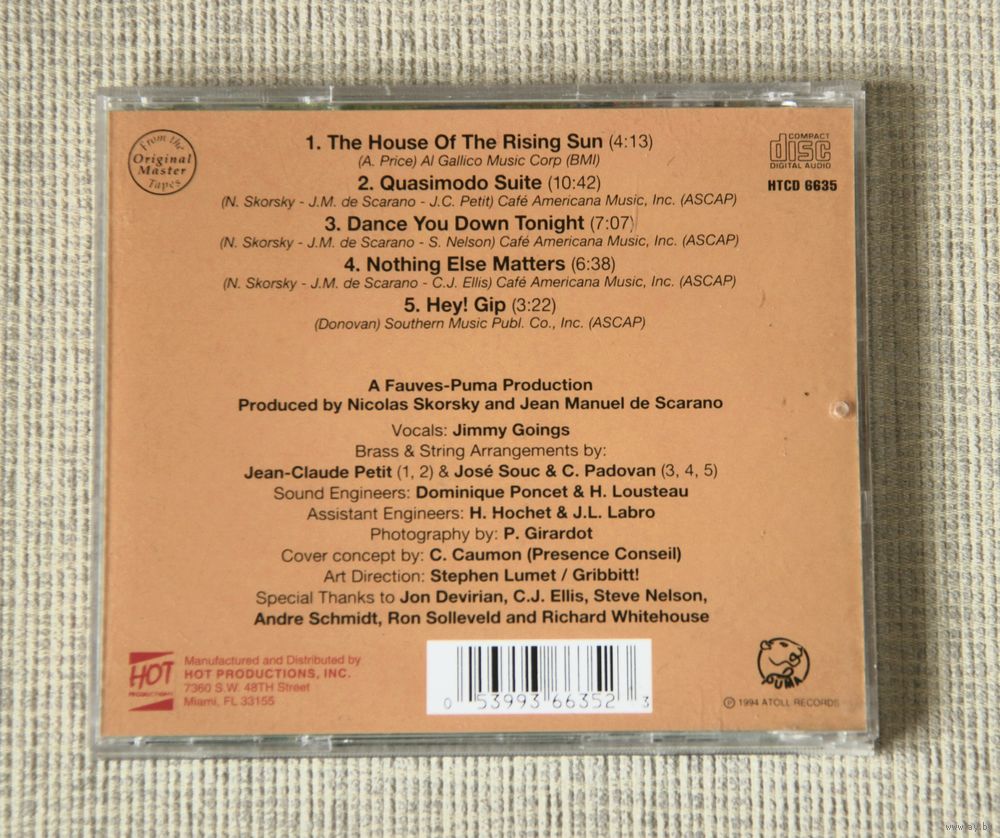 From the
Original
Master
Tapes
COMPACT
disc
DIGITAL AUDIO
HTCD 6635
1. The House Of The Rising Sun (4:13)
(A. Price) Al Gallico Music Corp (BMI)
2. Quasimodo Suite (10:42)
(N. Skorsky - J.M. de Scarano - J.C. Petit) Café Americana Music, Inc. (ASCAP)
3. Dance You Down Tonight (7:07)
(N. Skorsky - J.M. de Scarano - S. Nelson) Café Americana Music, Inc. (ASCAP)
4. Nothing Else Matters (6:38)
(N. Skorsky - J.M. de Scarano - C.J. Ellis) Café Americana Music, Inc. (ASCAP)
5. Hey! Gip (3:22)
(Donovan) Southern Music Publ. Co., Inc. (ASCAP)
A Fauves-Puma Production
Produced by Nicolas Skorsky and Jean Manuel de Scarano
Vocals: Jimmy Goings
Brass & String Arrangements by:
Jean-Claude Petit (1, 2) & José Souc & C. Padovan (3, 4, 5)
Sound Engineers: Dominique Poncet & H. Lousteau
Assistant Engineers: H. Hochet & J.L. Labro
Photography by: P. Girardot
Cover concept by: C. Caumon (Presence Conseil)
Art Direction: Stephen Lumet / Gribbitt!
Special Thanks to Jon Devirian, C.J. Ellis, Steve Nelson,
Andre Schmidt, Ron Solleveld and Richard Whitehouse
HOT
PRODUCTIONS
Manufactured and Distributed by
HOT PRODUCTIONS, INC.
7360 S.W. 48TH Street
Miami, FL 33155
0 53993 66352 3
PUMA
℗ 1994 ATOLL RECORDS
www.ay.by